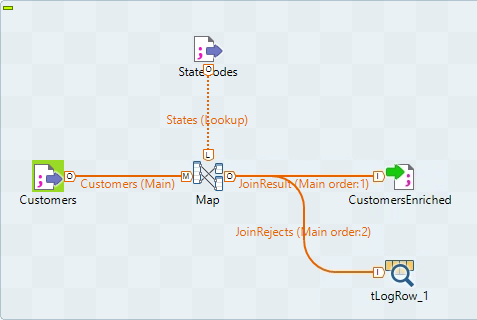 StateCodes
O
States (Lookup)
L
Customers (Main)
O
M
O
JoinResult (Main order:1)
I
Customers
Map
CustomersEnriched
JoinRejects (Main order:2)
I
tLogRow_1